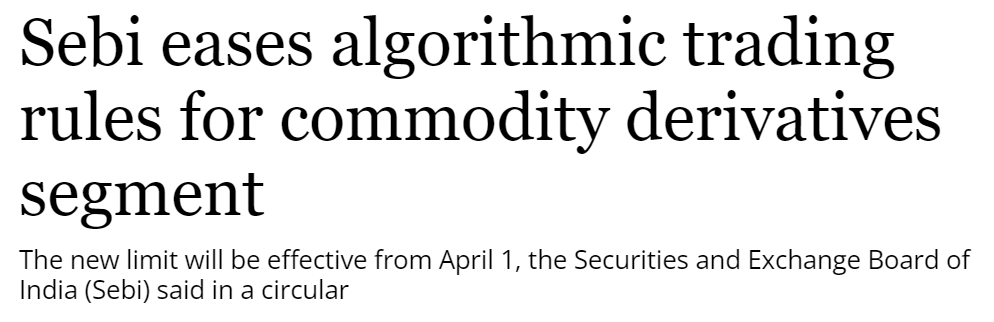 Sebi eases algorithmic trading
rules for commodity derivatives
segment
The new limit will be effective from April 1, the Securities and Exchange Board of
India (Sebi) said in a circular